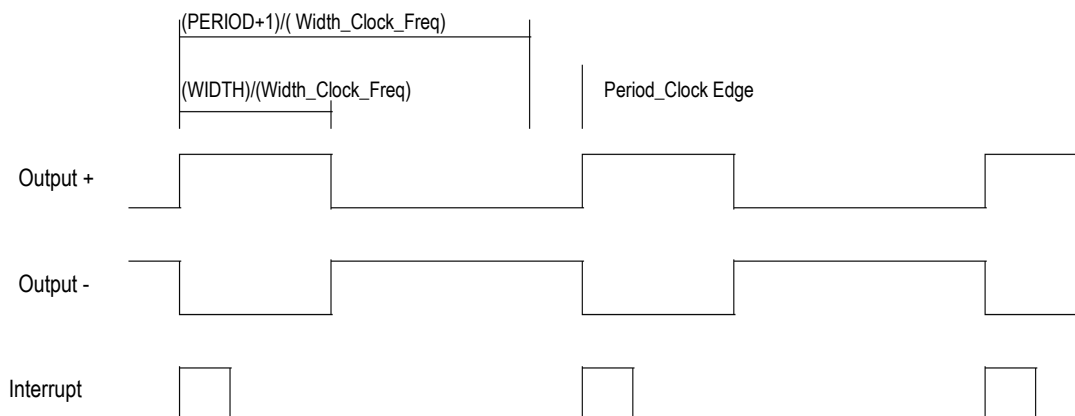 (PERIOD+1)/( Width_Clock_Freq)
(WIDTH)/(Width_Clock_Freq)
Period_Clock Edge
Output +
Output -
Interrupt